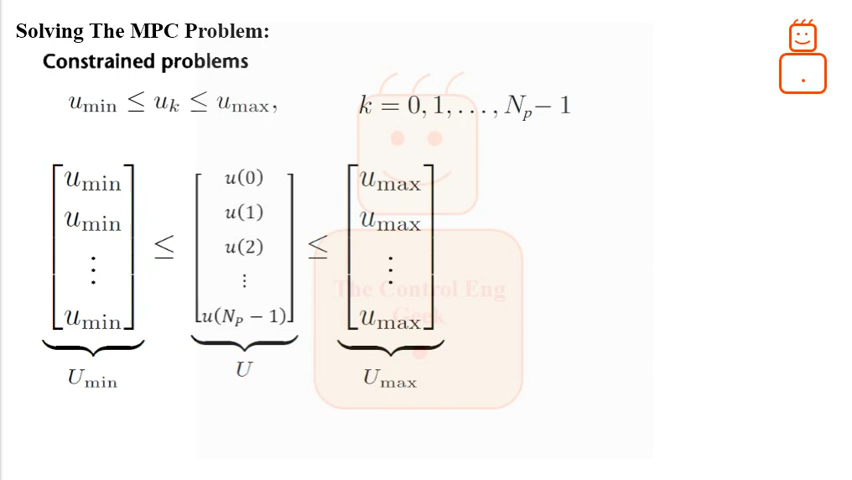 Solving The MPC Problem:
Constrained problems
u_min ≤ u_k ≤ u_max, k = 0, 1, . . . , N_p − 1
[u_min u_min ⋮ u_min] ≤ [u(0) u(1) u(2) ⋮ u(N_p − 1)] ≤ [u_max u_max ⋮ u_max]
U_min U U_max
The Control Eng
Geek